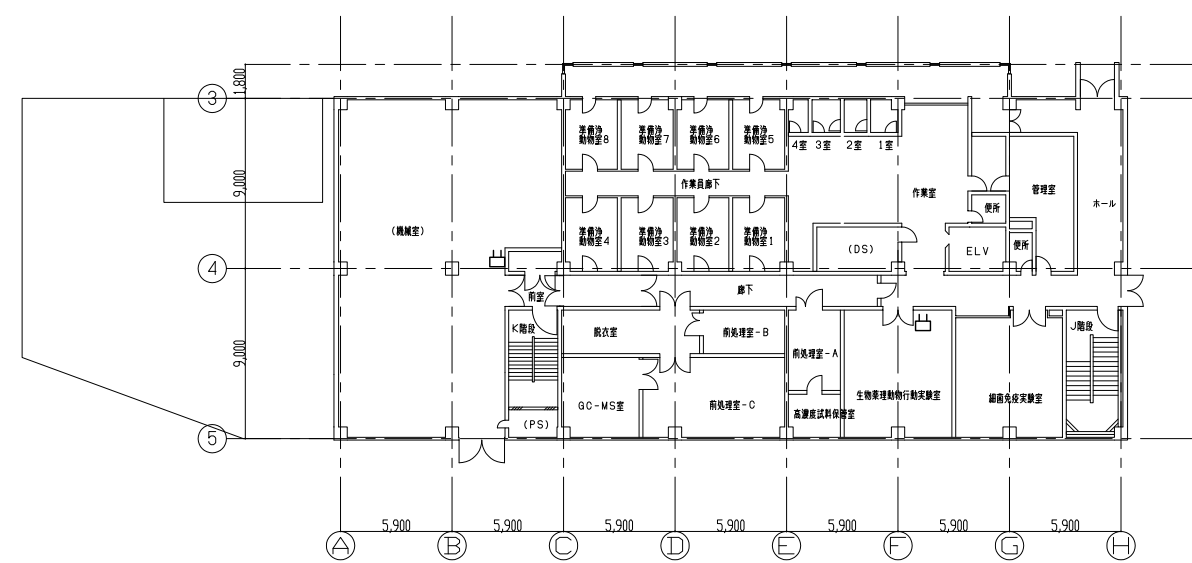 1,800
3
準備浄
動物室8
準備浄
動物室7
準備浄
動物室6
準備浄
動物室5
4室
3室
2室
1室
9,000
作業員廊下
作業室
管理室
ホール
便所
(機械室)
準備浄
動物室4
準備浄
動物室3
準備浄
動物室2
準備浄
動物室1
(DS)
ELV
便所
4
前室
廊下
K階段
脱衣室
前処理室-B
前処理室-A
J階段
9,000
GC-MS室
前処理室-C
生物薬理動物行動実験室
細菌免疫実験室
高濃度試料保管室
(PS)
5
5,900
5,900
5,900
5,900
5,900
5,900
5,900
A
B
C
D
E
F
G
H